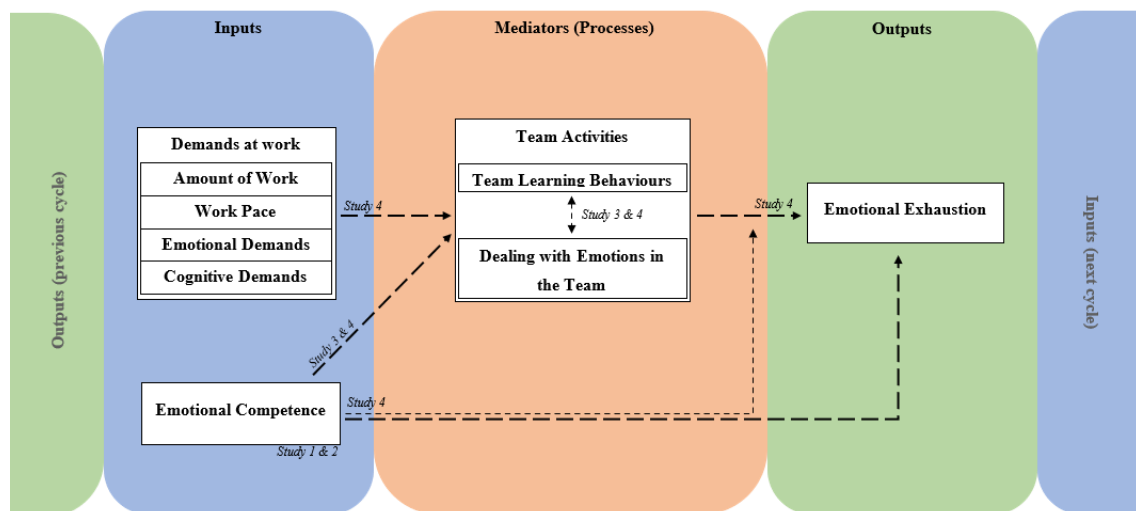 Outputs (previous cycle)
Inputs
Demands at work
Amount of Work
Work Pace
Emotional Demands
Cognitive Demands
Study 4
Study 3 & 4
Emotional Competence
Study 4
Study 1 & 2
Mediators (Processes)
Team Activities
Team Learning Behaviours
Study 3 & 4
Dealing with Emotions in
the Team
Study 4
Outputs
Emotional Exhaustion
Inputs (next cycle)